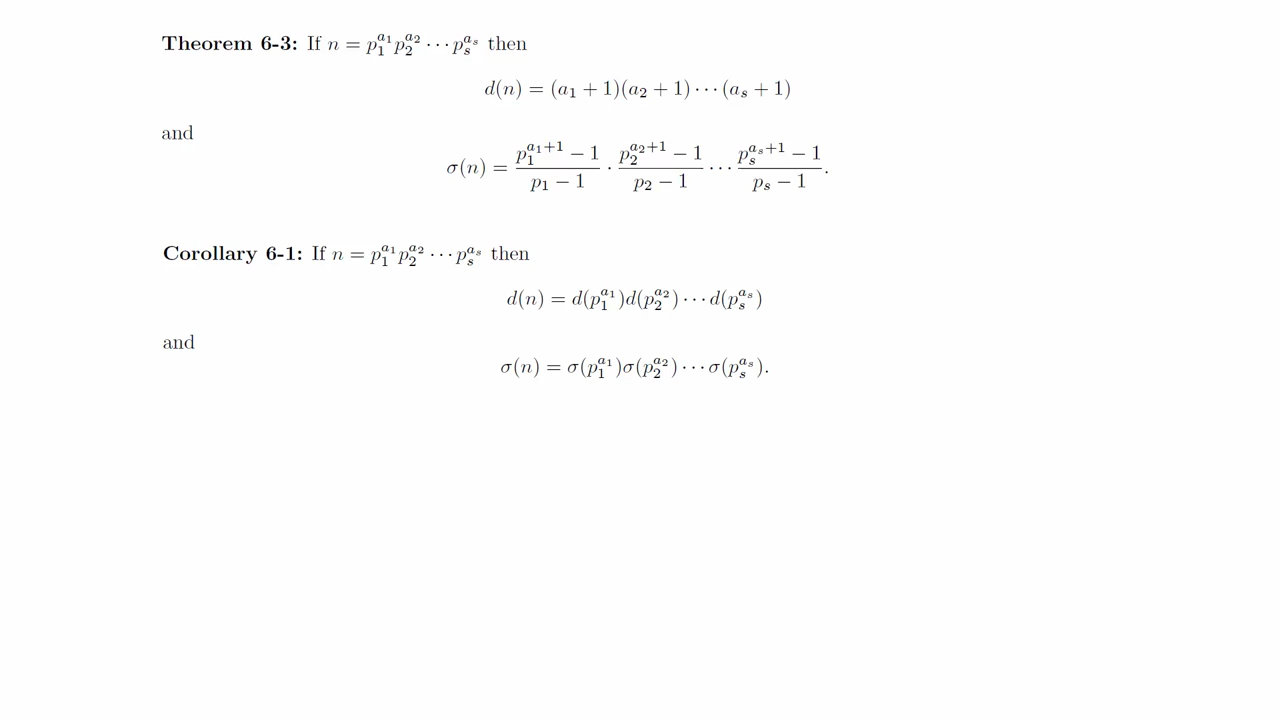 Theorem 6-3: If $n = p_1^{a_1} p_2^{a_2} \cdots p_s^{a_s}$ then
$d(n) = (a_1 + 1)(a_2 + 1) \cdots (a_s + 1)$
and
$\sigma(n) = \frac{p_1^{a_1+1} - 1}{p_1 - 1} \cdot \frac{p_2^{a_2+1} - 1}{p_2 - 1} \cdots \frac{p_s^{a_s+1} - 1}{p_s - 1}.$
Corollary 6-1: If $n = p_1^{a_1} p_2^{a_2} \cdots p_s^{a_s}$ then
$d(n) = d(p_1^{a_1}) d(p_2^{a_2}) \cdots d(p_s^{a_s})$
and
$\sigma(n) = \sigma(p_1^{a_1}) \sigma(p_2^{a_2}) \cdots \sigma(p_s^{a_s}).$